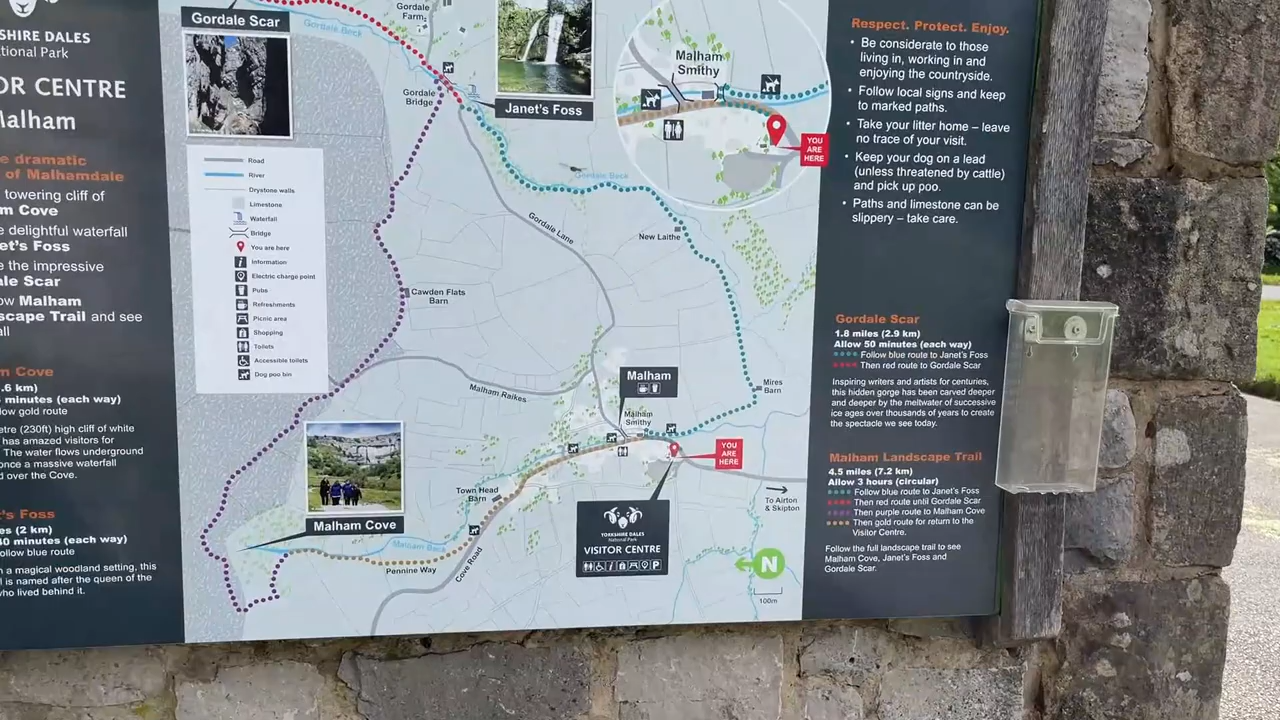 SHIRE DALES
National Park
OR CENTRE
Malham
e dramatic
of Malhamdale
towering cliff of
m Cove
e delightful waterfall
net's Foss
e the impressive
dale Scar
ow Malham
scape Trail and see
all
m Cove
.6 km)
minutes (each way)
llow gold route
etre (230ft) high cliff of white
has amazed visitors for
The water flows underground
once a massive waterfall
d over the Cove.
t's Foss
es (2 km)
40 minutes (each way)
ollow blue route
n a magical woodland setting, this
l is named after the queen of the
who lived behind it.
Gordale Scar
Gordale Beck
Gordale
Farm
Gordale
Bridge
Janet's Foss
Malham
Smithy
YOU
ARE
HERE
Road
River
Drystone walls
Limestone
Waterfall
Bridge
You are here
Information
Electric charge point
Pubs
Refreshments
Picnic area
Shopping
Toilets
Accessible toilets
Dog poo bin
Gordale Beck
Gordale Lane
New Laithe
Cawden Flats
Barn
Malham Raikes
Malham
Malham
Smithy
Mires
Barn
YOU
ARE
HERE
Town Head
Barn
To Airton
& Skipton
Malham Cove
Malham Beck
Pennine Way
Cove Road
YORKSHIRE DALES
National Park
VISITOR CENTRE
P
N
100m
Respect. Protect. Enjoy.
• Be considerate to those
living in, working in and
enjoying the countryside.
• Follow local signs and keep
to marked paths.
• Take your litter home – leave
no trace of your visit.
• Keep your dog on a lead
(unless threatened by cattle)
and pick up poo.
• Paths and limestone can be
slippery – take care.
Gordale Scar
1.8 miles (2.9 km)
Allow 50 minutes (each way)
Follow blue route to Janet's Foss
Then red route to Gordale Scar
Inspiring writers and artists for centuries,
this hidden gorge has been carved deeper
and deeper by the meltwater of successive
ice ages over thousands of years to create
the spectacle we see today.
Malham Landscape Trail
4.5 miles (7.2 km)
Allow 3 hours (circular)
Follow blue route to Janet's Foss
Then red route until Gordale Scar
Then purple route to Malham Cove
Then gold route for return to the
Visitor Centre.
Follow the full landscape trail to see
Malham Cove, Janet's Foss and
Gordale Scar.